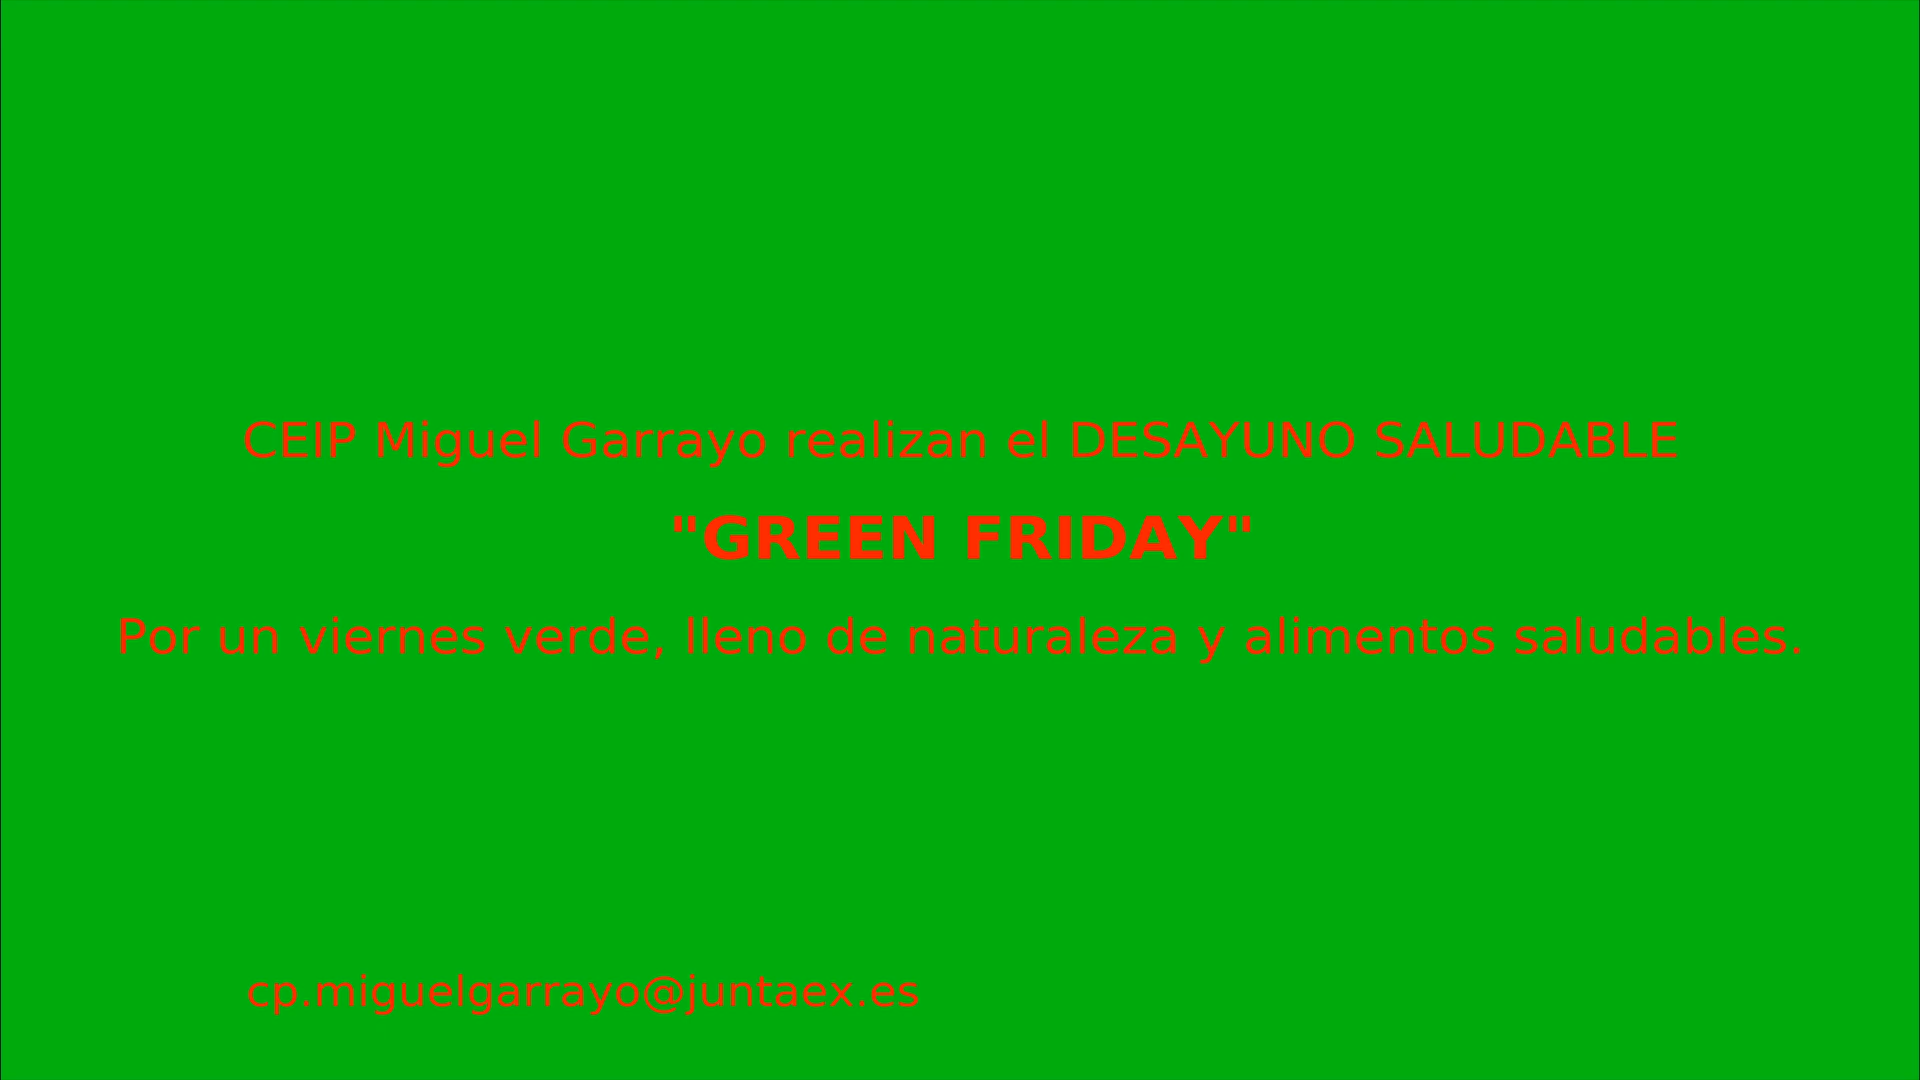 CEIP Miguel Garrayo realizan el DESAYUNO SALUDABLE
"GREEN FRIDAY"
Por un viernes verde, lleno de naturaleza y alimentos saludables.
cp.miguelgarrayo@juntaex.es